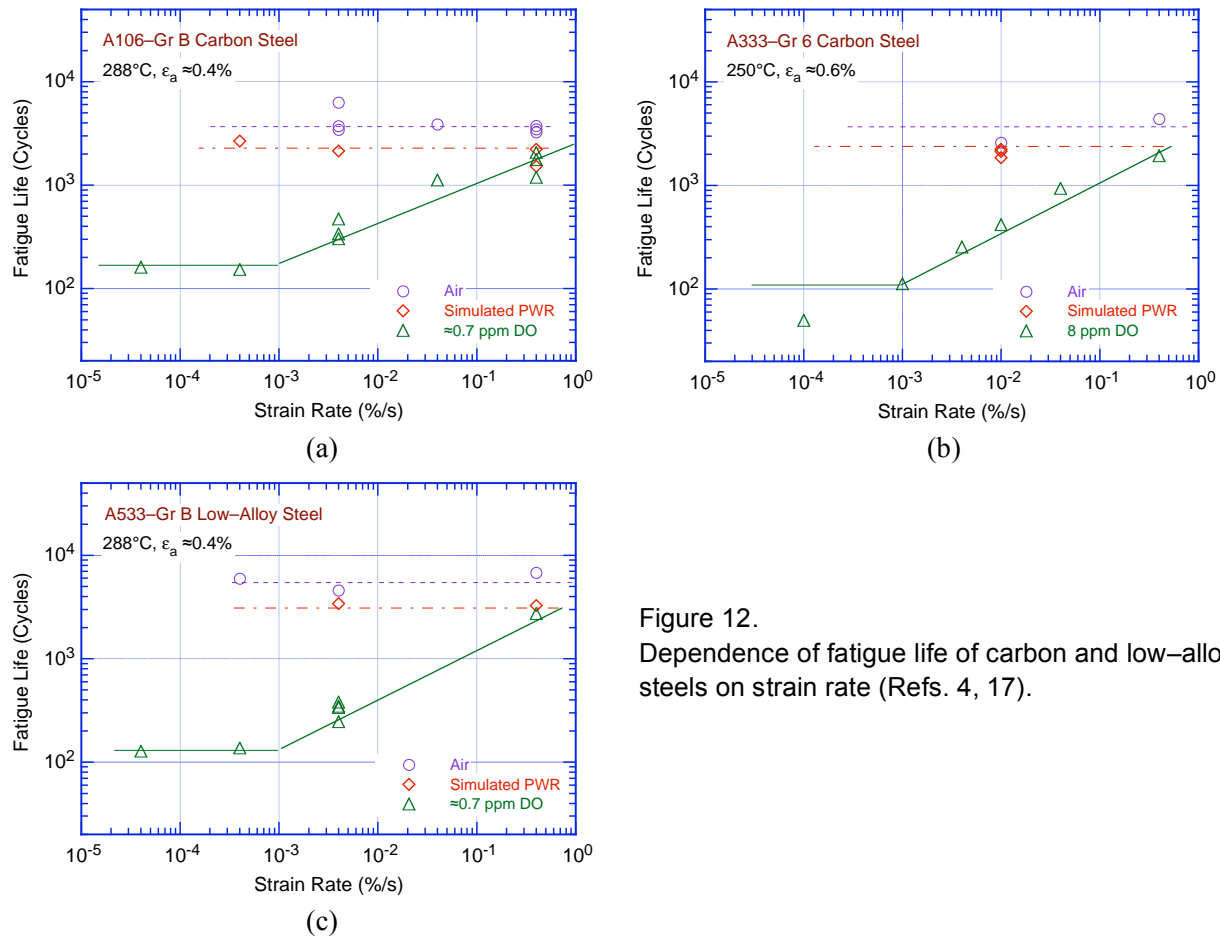 A106–Gr B Carbon Steel
288°C, εa ≈0.4%
Fatigue Life (Cycles)
10^4
10^3
10^2
Air
Simulated PWR
≈0.7 ppm DO
10^-5 10^-4 10^-3 10^-2 10^-1 10^0
Strain Rate (%/s)
(a)
A333–Gr 6 Carbon Steel
250°C, εa ≈0.6%
Fatigue Life (Cycles)
10^4
10^3
10^2
Air
Simulated PWR
8 ppm DO
10^-5 10^-4 10^-3 10^-2 10^-1 10^0
Strain Rate (%/s)
(b)
A533–Gr B Low–Alloy Steel
288°C, εa ≈0.4%
Fatigue Life (Cycles)
10^4
10^3
10^2
Air
Simulated PWR
≈0.7 ppm DO
10^-5 10^-4 10^-3 10^-2 10^-1 10^0
Strain Rate (%/s)
(c)
Figure 12.
Dependence of fatigue life of carbon and low–allo
steels on strain rate (Refs. 4, 17).